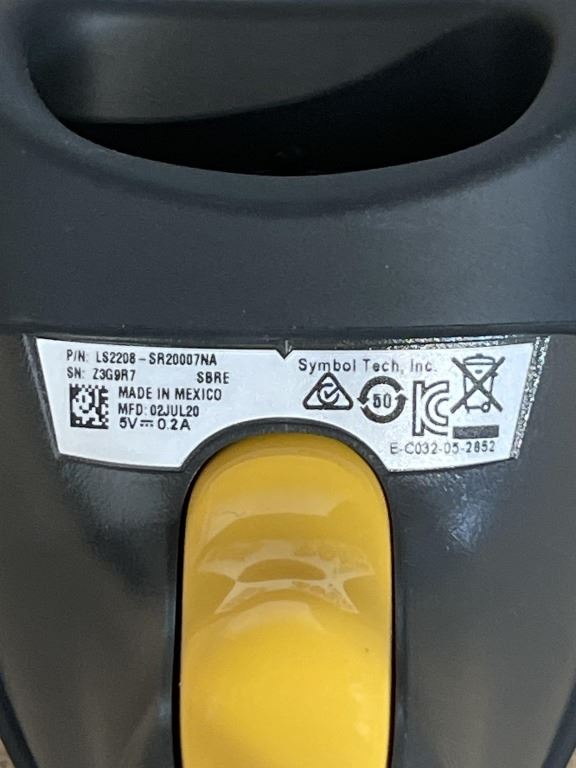 P/N: LS2208-SR20007NA
SN: Z3G9R7 SBRE
MADE IN MEXICO
MFD: 02JUL20
5V⎓0.2A
Symbol Tech, Inc.
50
E-C032-05-2852